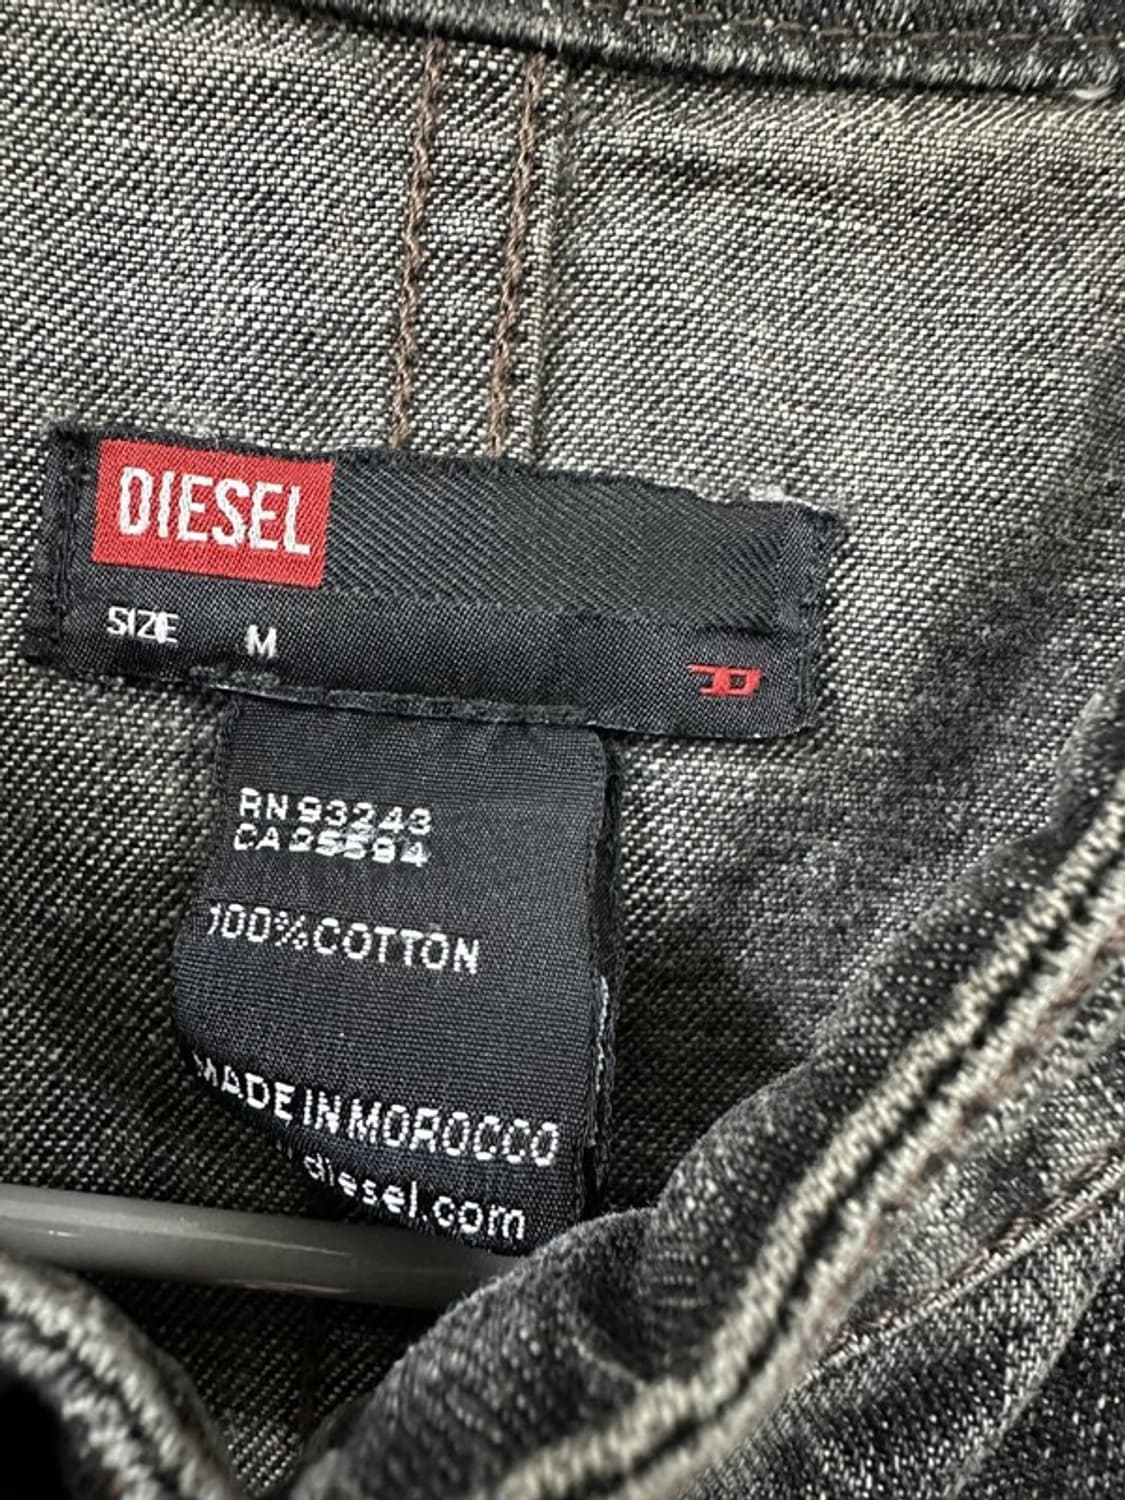 DIESEL
SIZE M
RN 93243
CA 25594
100% COTTON
MADE IN MOROCCO
diesel.com